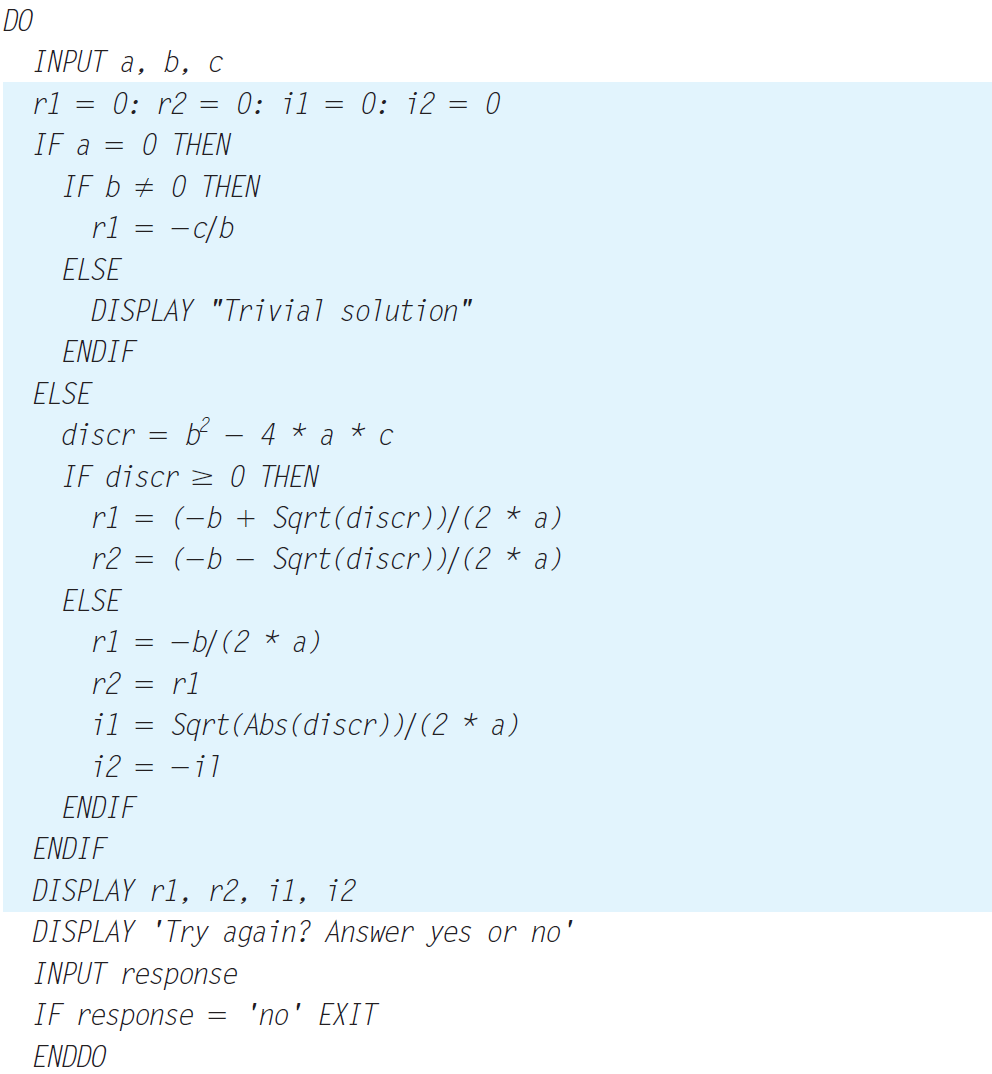 DO
INPUT a, b, c
r1 = 0: r2 = 0: i1 = 0: i2 = 0
IF a = 0 THEN
IF b ≠ 0 THEN
r1 = −c/b
ELSE
DISPLAY "Trivial solution"
ENDIF
ELSE
discr = b² − 4 * a * c
IF discr ≥ 0 THEN
r1 = (−b + Sqrt(discr))/(2 * a)
r2 = (−b − Sqrt(discr))/(2 * a)
ELSE
r1 = −b/(2 * a)
r2 = r1
i1 = Sqrt(Abs(discr))/(2 * a)
i2 = −i1
ENDIF
ENDIF
DISPLAY r1, r2, i1, i2
DISPLAY 'Try again? Answer yes or no'
INPUT response
IF response = 'no' EXIT
ENDDO